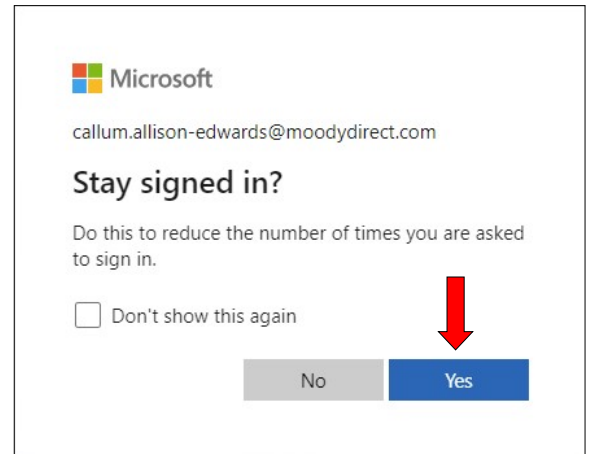 Microsoft
callum.allison-edwards@moodydirect.com
Stay signed in?
Do this to reduce the number of times you are asked
to sign in.
Don't show this again
No Yes